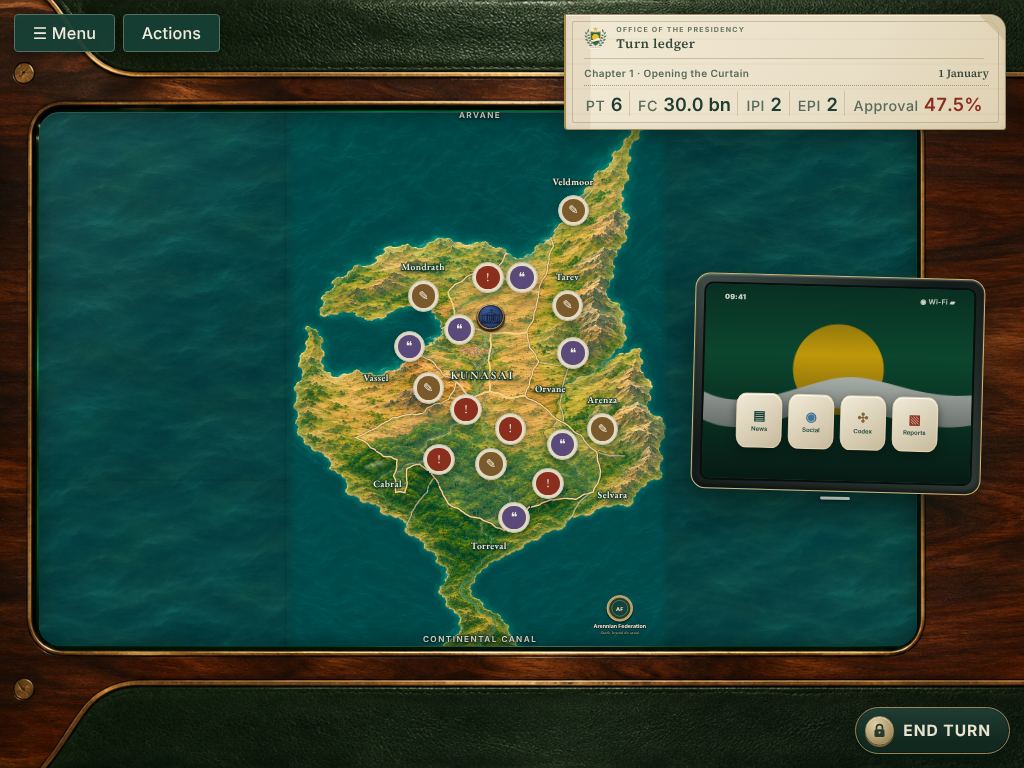 ☰ Menu
Actions
OFFICE OF THE PRESIDENCY
Turn ledger
Chapter 1 · Opening the Curtain
1 January
PT 6
FC 30.0 bn
IPI 2
EPI 2
Approval 47.5%
ARVANE
Veldmoor
Mondrath
Tarev
KUNASAI
Vassel
Orvane
Arenza
Cabral
Selvara
Torreval
AF
Arennian Federation
CONTINENTAL CANAL
09:41
Wi-Fi
News
Social
Codex
Reports
END TURN